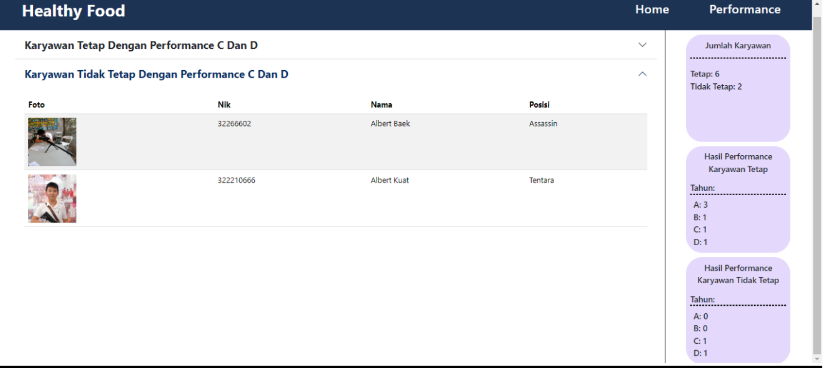 Healthy Food
Home
Performance
Karyawan Tetap Dengan Performance C Dan D
Karyawan Tidak Tetap Dengan Performance C Dan D
Foto Nik Nama Posisi
32266602 Albert Baek Assassin
322210666 Albert Kuat Tentara
Jumlah Karyawan
Tetap: 6
Tidak Tetap: 2
Hasil Performance
Karyawan Tetap
Tahun:
A: 3
B: 1
C: 1
D: 1
Hasil Performance
Karyawan Tidak Tetap
Tahun:
A: 0
B: 0
C: 1
D: 1